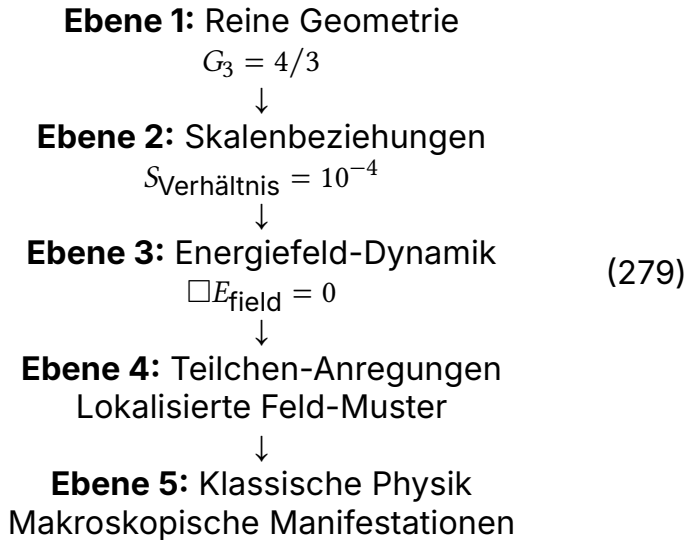 Ebene 1: Reine Geometrie
G₃ = 4/3
↓
Ebene 2: Skalenbeziehungen
S_Verhältnis = 10⁻⁴
↓
Ebene 3: Energiefeld-Dynamik
(279)
□E_field = 0
↓
Ebene 4: Teilchen-Anregungen
Lokalisierte Feld-Muster
↓
Ebene 5: Klassische Physik
Makroskopische Manifestationen